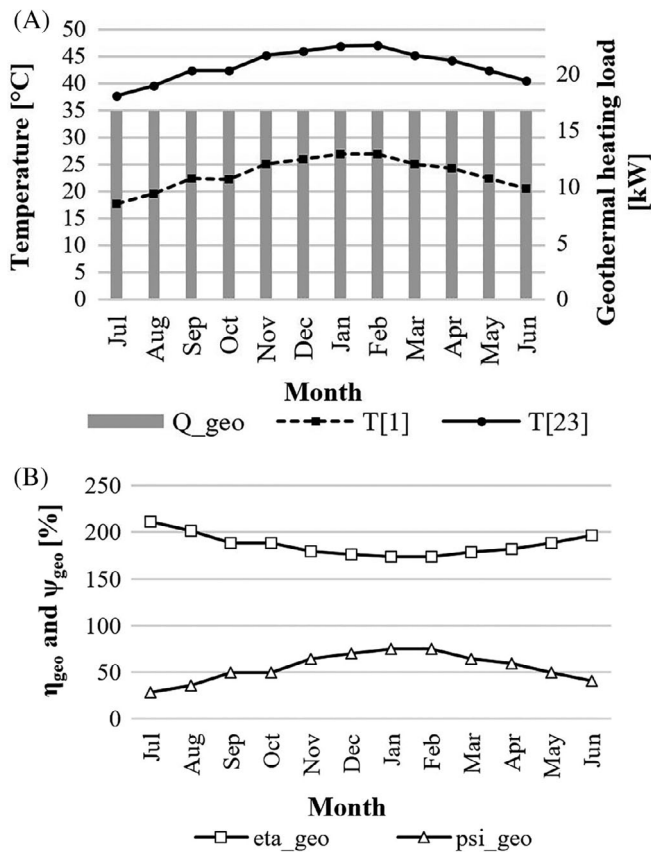 (A)
50
45
40
35
30
25
20
15
10
5
0
Temperature [°C]
20
15
10
5
0
Geothermal heating load
[kW]
Jul
Aug
Sep
Oct
Nov
Dec
Jan
Feb
Mar
Apr
May
Jun
Month
Q_geo T[1] T[23]
(B)
250
200
150
100
50
0
ηgeo and ψgeo [%]
Jul
Aug
Sep
Oct
Nov
Dec
Jan
Feb
Mar
Apr
May
Jun
Month
eta_geo psi_geo